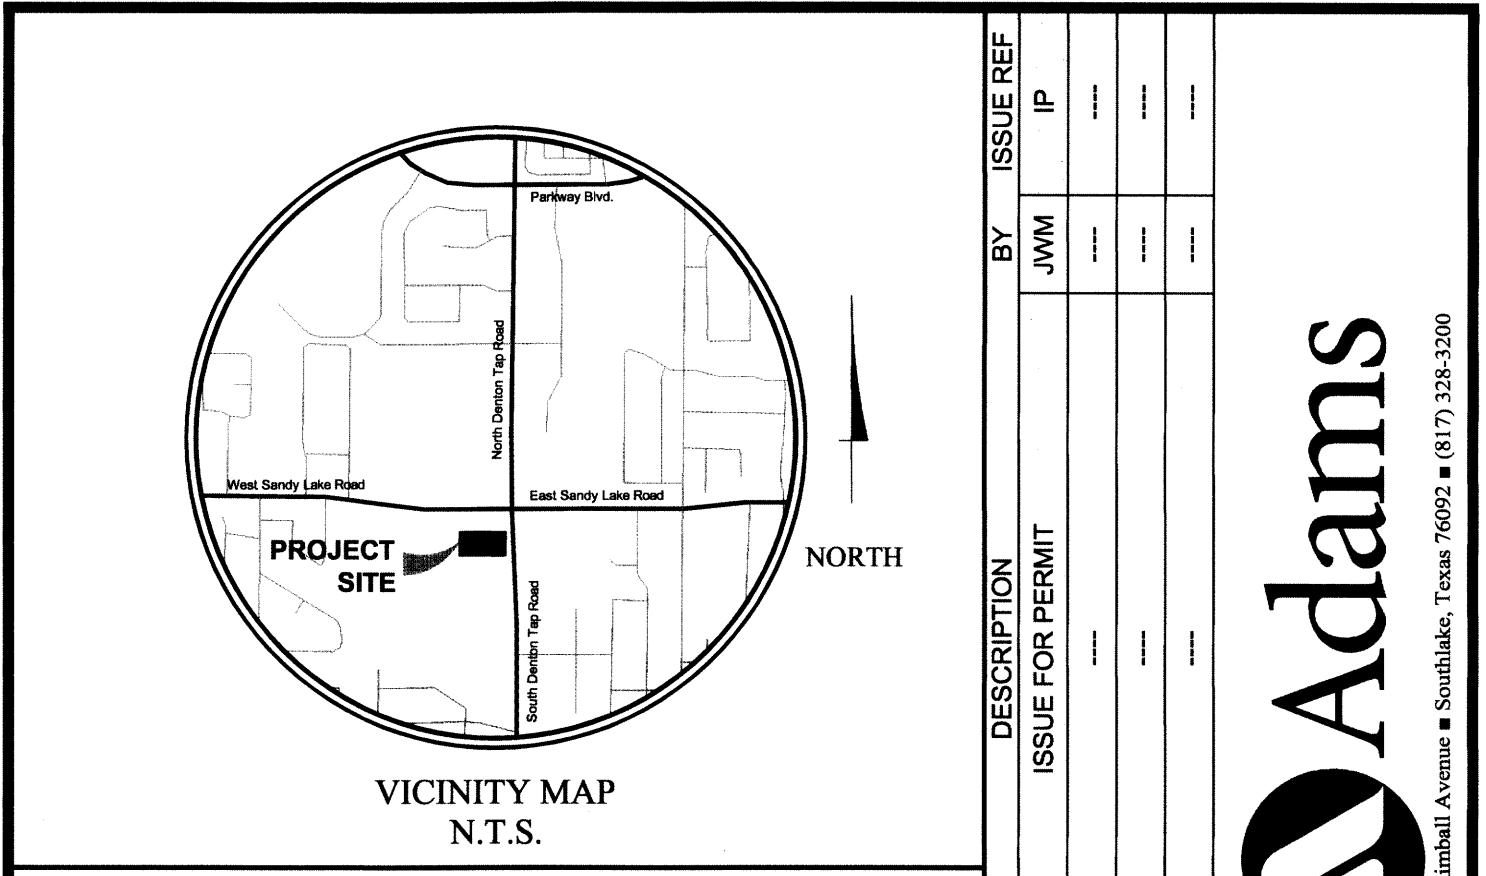 Parkway Blvd.
North Denton Tap Road
West Sandy Lake Road
East Sandy Lake Road
PROJECT
SITE
South Denton Tap Road
NORTH
VICINITY MAP
N.T.S.
DESCRIPTION BY ISSUE REF
ISSUE FOR PERMIT JWM IP
---- ---- ----
---- ---- ----
---- ---- ----
Adams
Avenue ■ Southlake, Texas 76092 ■ (817) 328-3200